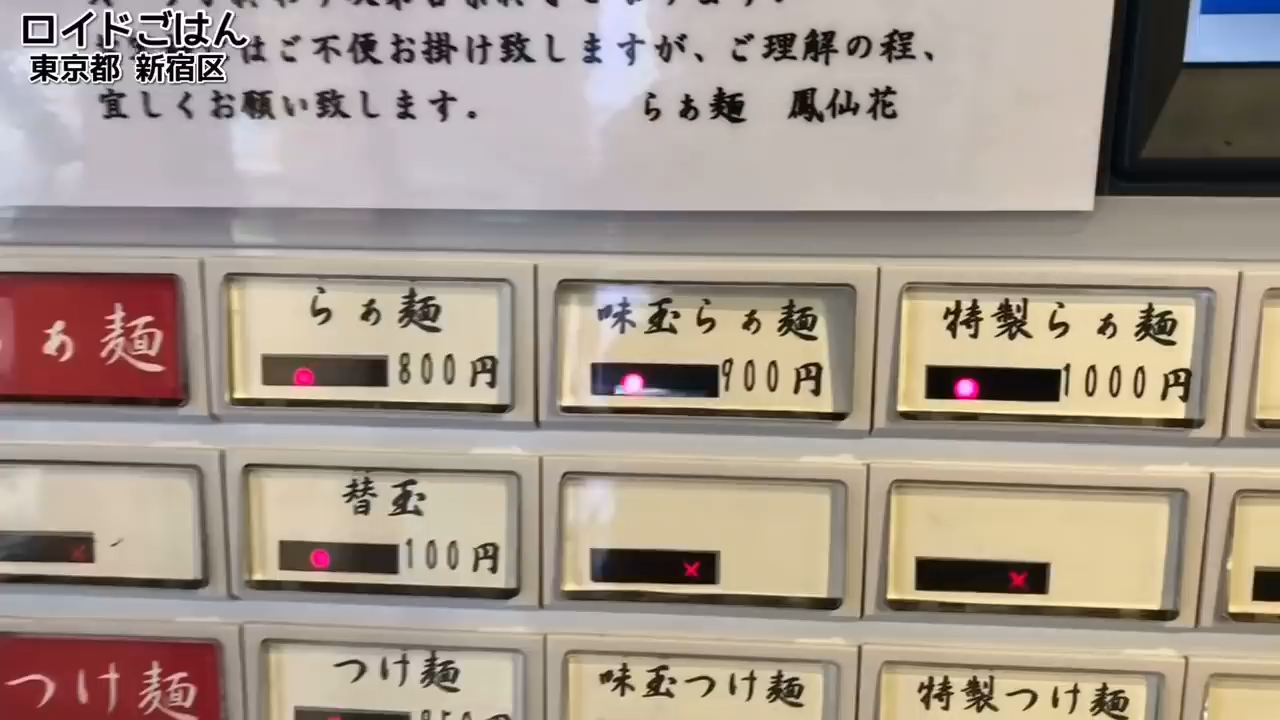 ロイドごはん
東京都 新宿区
はご不便お掛け致しますが、ご理解の程、
宜しくお願い致します。 らぁ麺 鳳仙花
ぁ麺
らぁ麺
800円
味玉らぁ麺
900円
特製らぁ麺
1000円
替玉
100円
つけ麺
つけ麺
味玉つけ麺
特製つけ麺